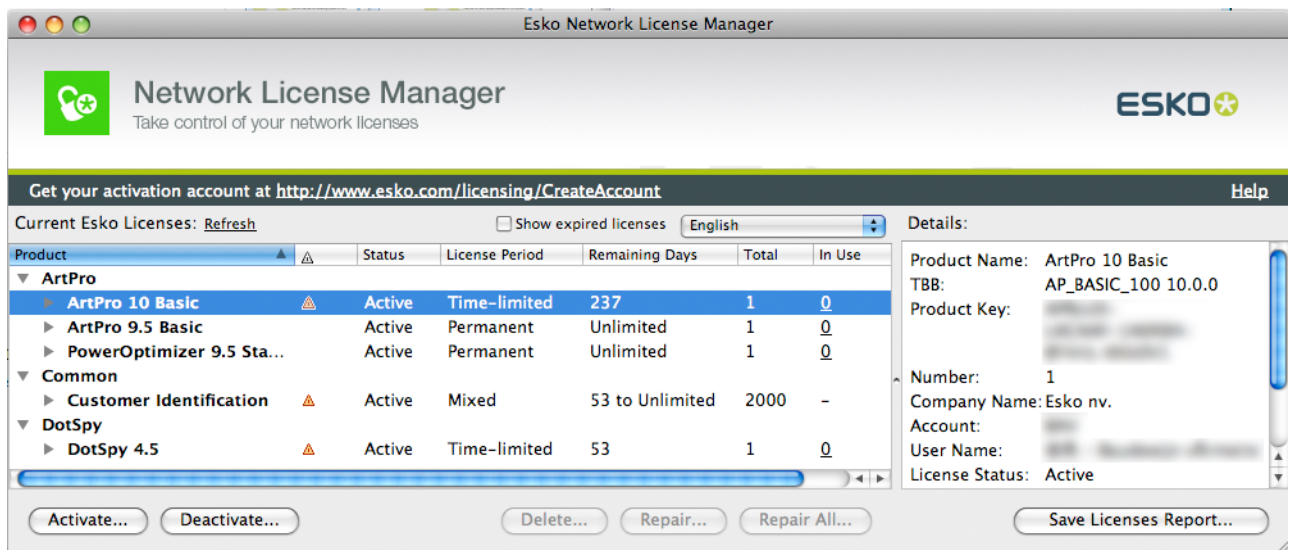 Esko Network License Manager
Network License Manager
Take control of your network licenses
ESKO
Get your activation account at http://www.esko.com/licensing/CreateAccount Help
Current Esko Licenses: Refresh Show expired licenses English Details:
Product Status License Period Remaining Days Total In Use
ArtPro
ArtPro 10 Basic Active Time-limited 237 1 0
ArtPro 9.5 Basic Active Permanent Unlimited 1 0
PowerOptimizer 9.5 Sta... Active Permanent Unlimited 1 0
Common
Customer Identification Active Mixed 53 to Unlimited 2000 -
DotSpy
DotSpy 4.5 Active Time-limited 53 1 0
Product Name: ArtPro 10 Basic
TBB: AP_BASIC_100 10.0.0
Product Key:
Number: 1
Company Name: Esko nv.
Account:
User Name:
License Status: Active
Activate... Deactivate... Delete... Repair... Repair All... Save Licenses Report...